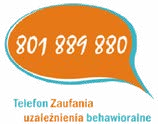 801 889 880
Telefon Zaufania
uzależnienia behawioralne